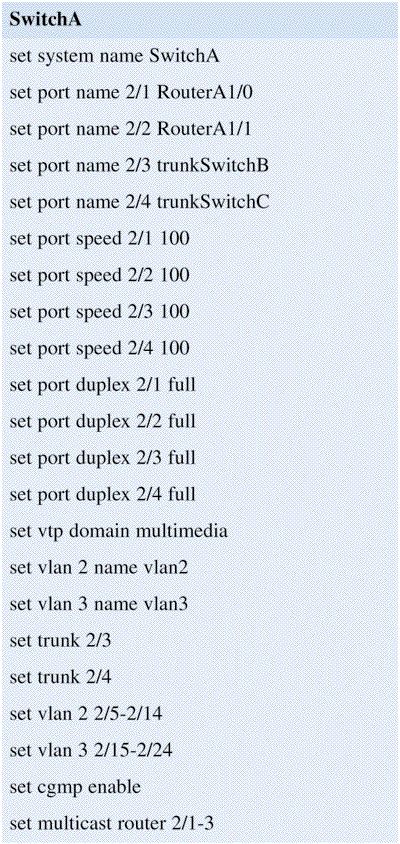 SwitchA
set system name SwitchA
set port name 2/1 RouterA1/0
set port name 2/2 RouterA1/1
set port name 2/3 trunkSwitchB
set port name 2/4 trunkSwitchC
set port speed 2/1 100
set port speed 2/2 100
set port speed 2/3 100
set port speed 2/4 100
set port duplex 2/1 full
set port duplex 2/2 full
set port duplex 2/3 full
set port duplex 2/4 full
set vtp domain multimedia
set vlan 2 name vlan2
set vlan 3 name vlan3
set trunk 2/3
set trunk 2/4
set vlan 2 2/5-2/14
set vlan 3 2/15-2/24
set cgmp enable
set multicast router 2/1-3